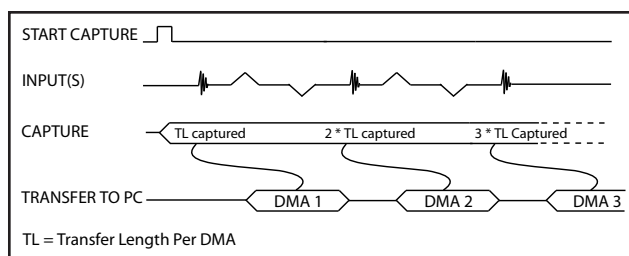 START CAPTURE
INPUT(S)
CAPTURE TL captured 2 * TL captured 3 * TL Captured
TRANSFER TO PC DMA 1 DMA 2 DMA 3
TL = Transfer Length Per DMA